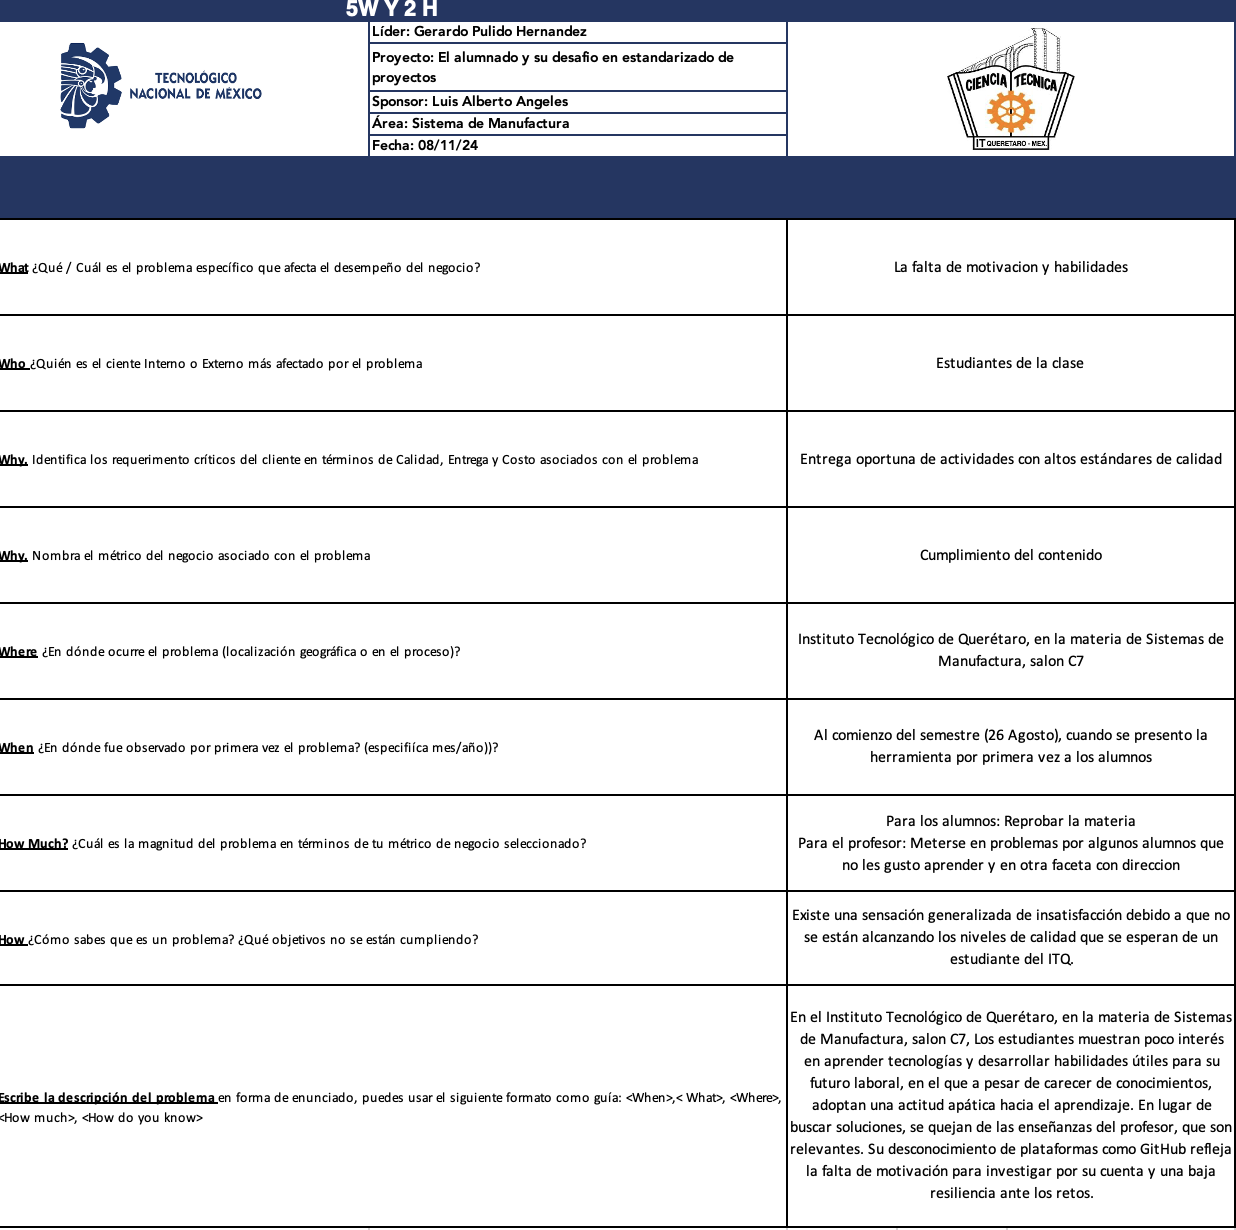 5W Y 2 H
Líder: Gerardo Pulido Hernandez
Proyecto: El alumnado y su desafio en estandarizado de
proyectos
Sponsor: Luis Alberto Angeles
Área: Sistema de Manufactura
Fecha: 08/11/24
TECNOLÓGICO
NACIONAL DE MÉXICO
CIENCIA TECNICA
IT QUERETARO - MEX.
What ¿Qué / Cuál es el problema específico que afecta el desempeño del negocio?
La falta de motivacion y habilidades
Who ¿Quién es el ciente Interno o Externo más afectado por el problema
Estudiantes de la clase
Why. Identifica los requerimento críticos del cliente en términos de Calidad, Entrega y Costo asociados con el problema
Entrega oportuna de actividades con altos estándares de calidad
Why. Nombra el métrico del negocio asociado con el problema
Cumplimiento del contenido
Where ¿En dónde ocurre el problema (localización geográfica o en el proceso)?
Instituto Tecnológico de Querétaro, en la materia de Sistemas de
Manufactura, salon C7
When ¿En dónde fue observado por primera vez el problema? (especifiíca mes/año))?
Al comienzo del semestre (26 Agosto), cuando se presento la
herramienta por primera vez a los alumnos
How Much? ¿Cuál es la magnitud del problema en términos de tu métrico de negocio seleccionado?
Para los alumnos: Reprobar la materia
Para el profesor: Meterse en problemas por algunos alumnos que
no les gusto aprender y en otra faceta con direccion
How ¿Cómo sabes que es un problema? ¿Qué objetivos no se están cumpliendo?
Existe una sensación generalizada de insatisfacción debido a que no
se están alcanzando los niveles de calidad que se esperan de un
estudiante del ITQ.
Escribe la descripción del problema en forma de enunciado, puedes usar el siguiente formato como guía: <When>,< What>, <Where>,
<How much>, <How do you know>
En el Instituto Tecnológico de Querétaro, en la materia de Sistemas
de Manufactura, salon C7, Los estudiantes muestran poco interés
en aprender tecnologías y desarrollar habilidades útiles para su
futuro laboral, en el que a pesar de carecer de conocimientos,
adoptan una actitud apática hacia el aprendizaje. En lugar de
buscar soluciones, se quejan de las enseñanzas del profesor, que son
relevantes. Su desconocimiento de plataformas como GitHub refleja
la falta de motivación para investigar por su cuenta y una baja
resiliencia ante los retos.